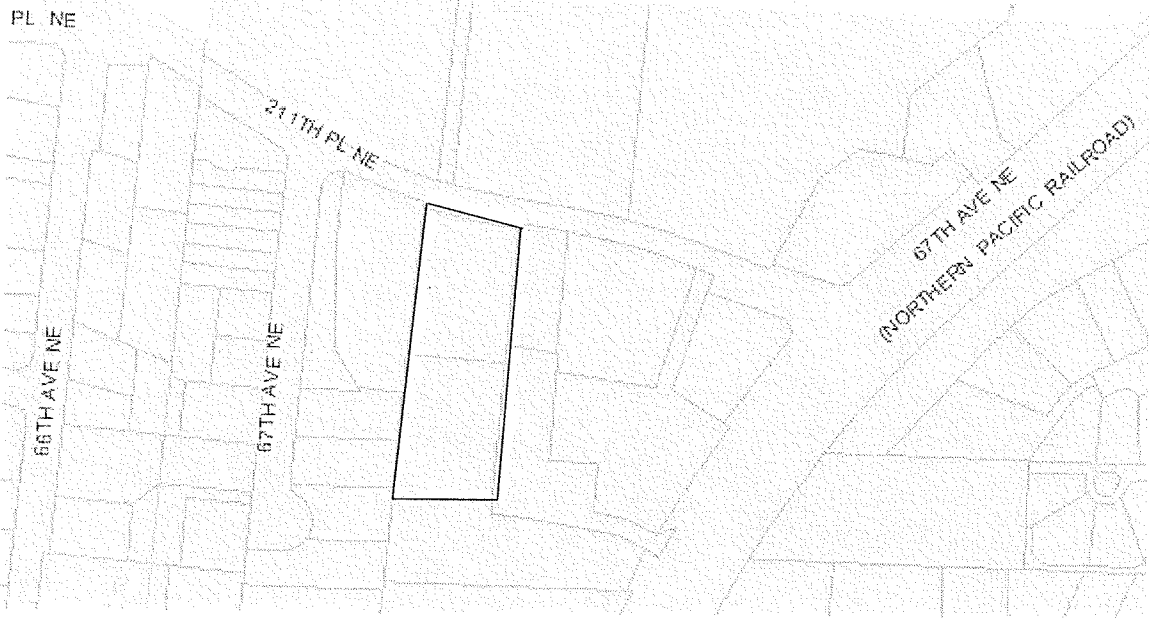 PL NE
211TH PL NE
67TH AVE NE
(NORTHERN PACIFIC RAILROAD)
66TH AVE NE
67TH AVE NE